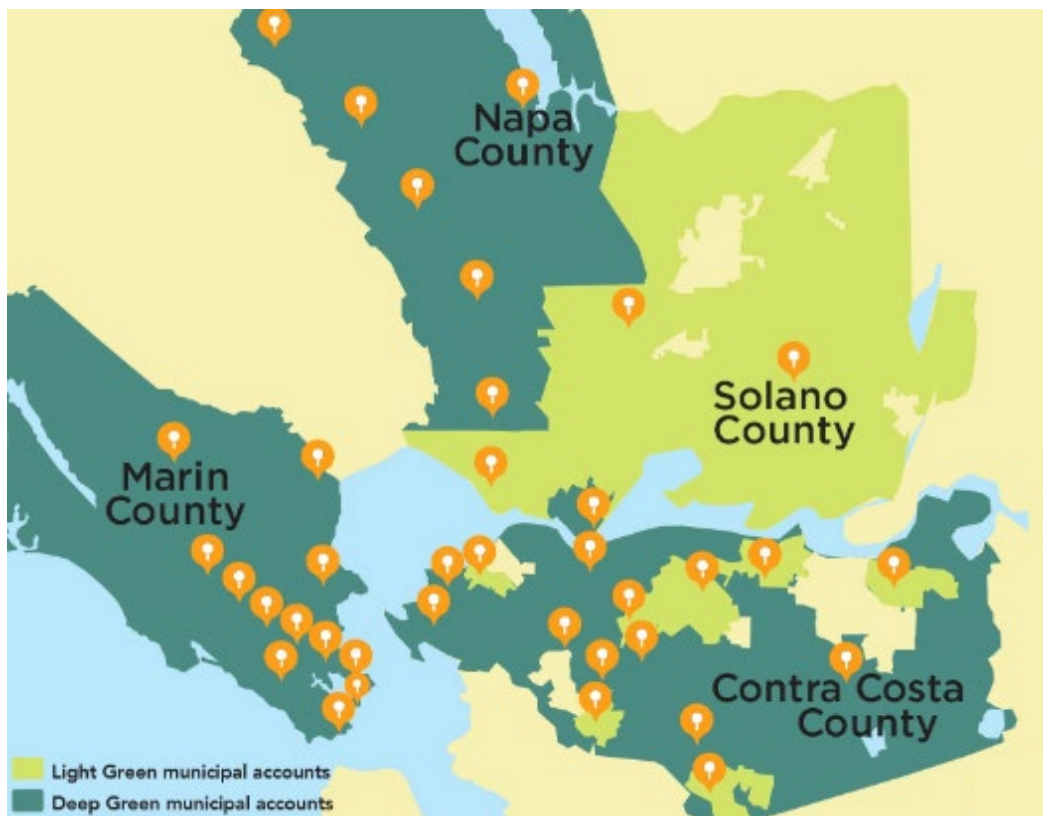 Napa
County
Solano
County
Marin
County
Contra Costa
County
Light Green municipal accounts
Deep Green municipal accounts